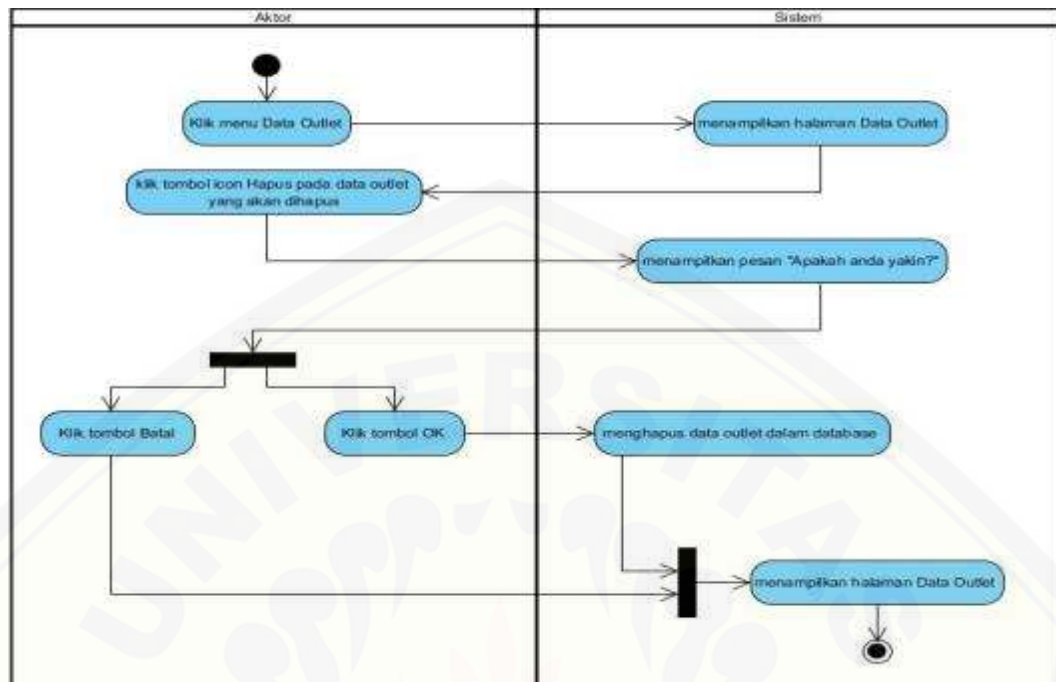 Aktor
Sistem
Klik menu Data Outlet
menampilkan halaman Data Outlet
klik tombol icon Hapus pada data outlet
yang akan dihapus
menampilkan pesan "Apakah anda yakin?"
Klik tombol Batal
Klik tombol OK
menghapus data outlet dalam database
menampilkan halaman Data Outlet
UNIVERSITAS